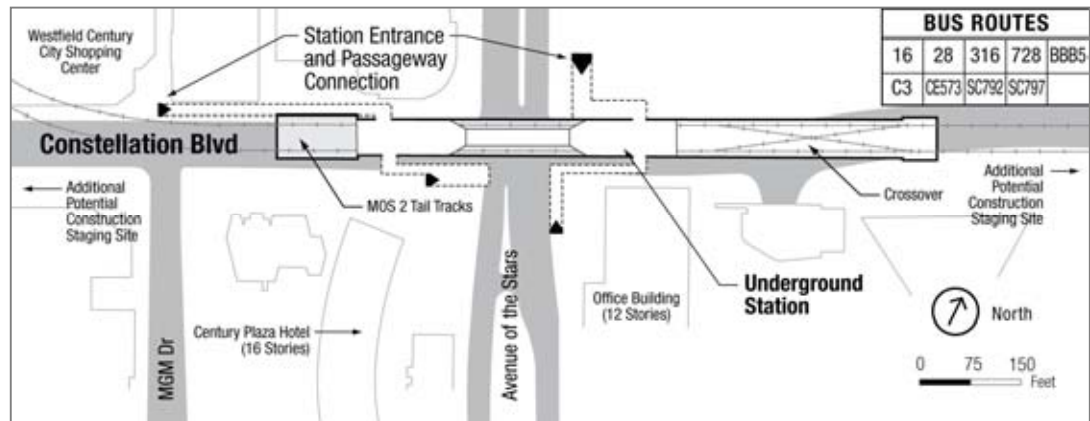 Westfield Century
City Shopping
Center
Station Entrance
and Passageway
Connection
BUS ROUTES
16 28 316 728 BBB5
C3 CE573 SC792 SC797
Constellation Blvd
Additional
Potential
Construction
Staging Site
MOS 2 Tail Tracks
Crossover
Additional
Potential
Construction
Staging Site
MGM Dr
Century Plaza Hotel
(16 Stories)
Avenue of the Stars
Office Building
(12 Stories)
Underground
Station
North
0 75 150
Feet